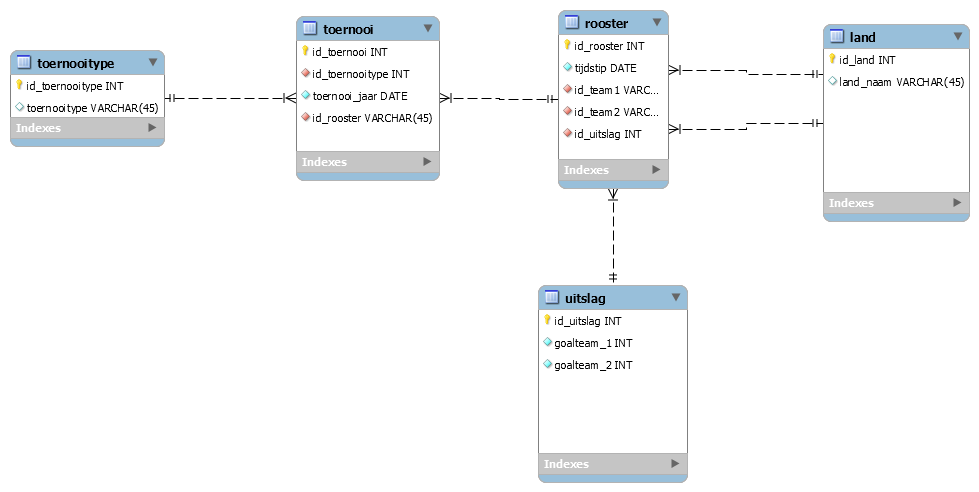 toernooitype
id_toernooitype INT
toernooitype VARCHAR(45)
Indexes
toernooi
id_toernooi INT
id_toernooitype INT
toernooi_jaar DATE
id_rooster VARCHAR(45)
Indexes
rooster
id_rooster INT
tijdstip DATE
id_team1 VARC...
id_team2 VARC...
id_uitslag INT
Indexes
land
id_land INT
land_naam VARCHAR(45)
Indexes
uitslag
id_uitslag INT
goalteam_1 INT
goalteam_2 INT
Indexes